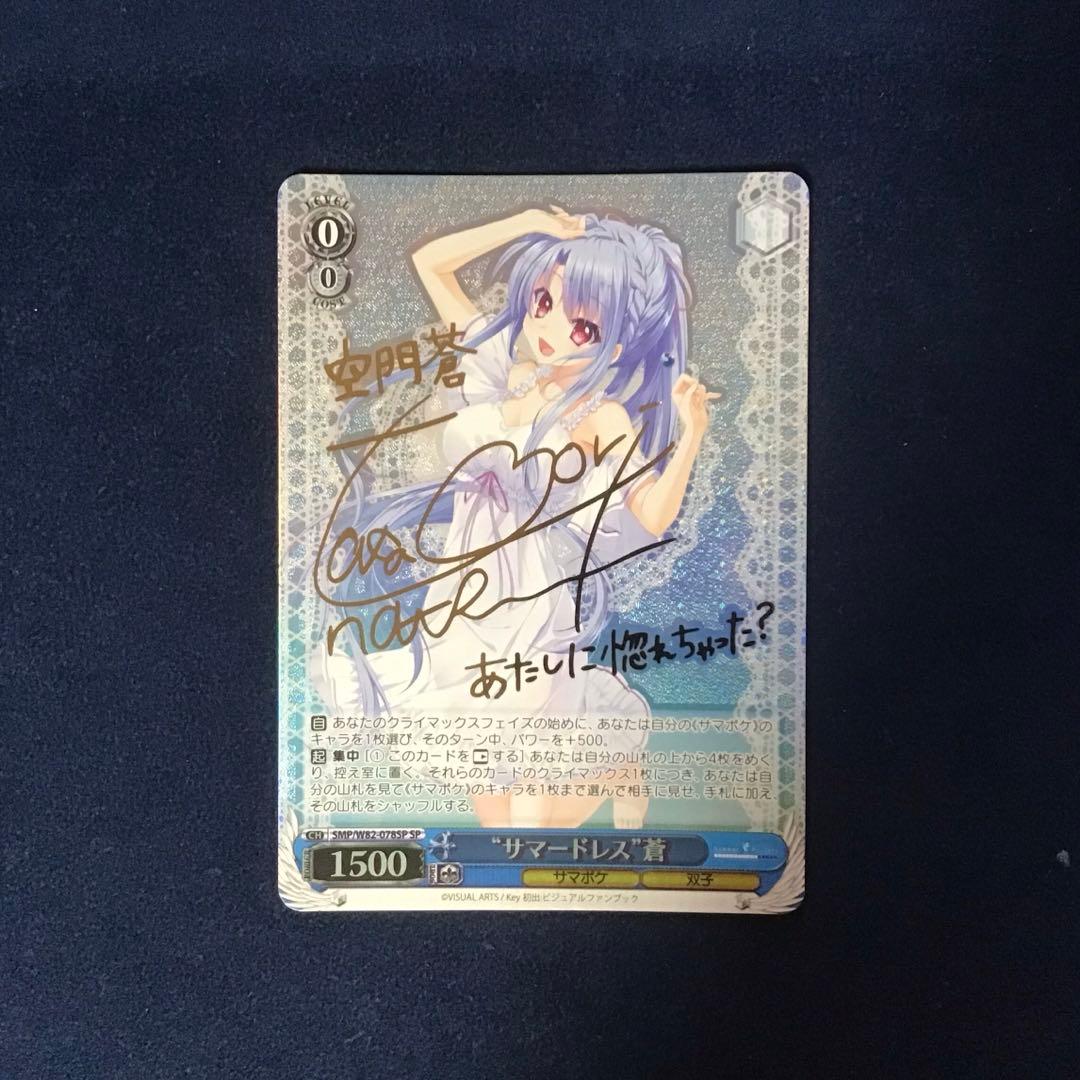 LEVEL
0
0
COST
空門蒼
あたしに惚れちゃった?
自 あなたのクライマックスフェイズの始めに、あなたは自分の《サマポケ》の
キャラを1枚選び、そのターン中、パワーを+500。
起 集中 [① このカードを する] あなたは自分の山札の上から4枚をめく
り、控え室に置く。それらのカードのクライマックス1枚につき、あなたは自
分の山札を見て《サマポケ》のキャラを1枚まで選んで相手に見せ、手札に加え、
その山札をシャッフルする。
CH SMP/W82-078SP SP
1500
"サマードレス"蒼
サマポケ 双子
©VISUAL ARTS / Key 初出:ビジュアルファンブック